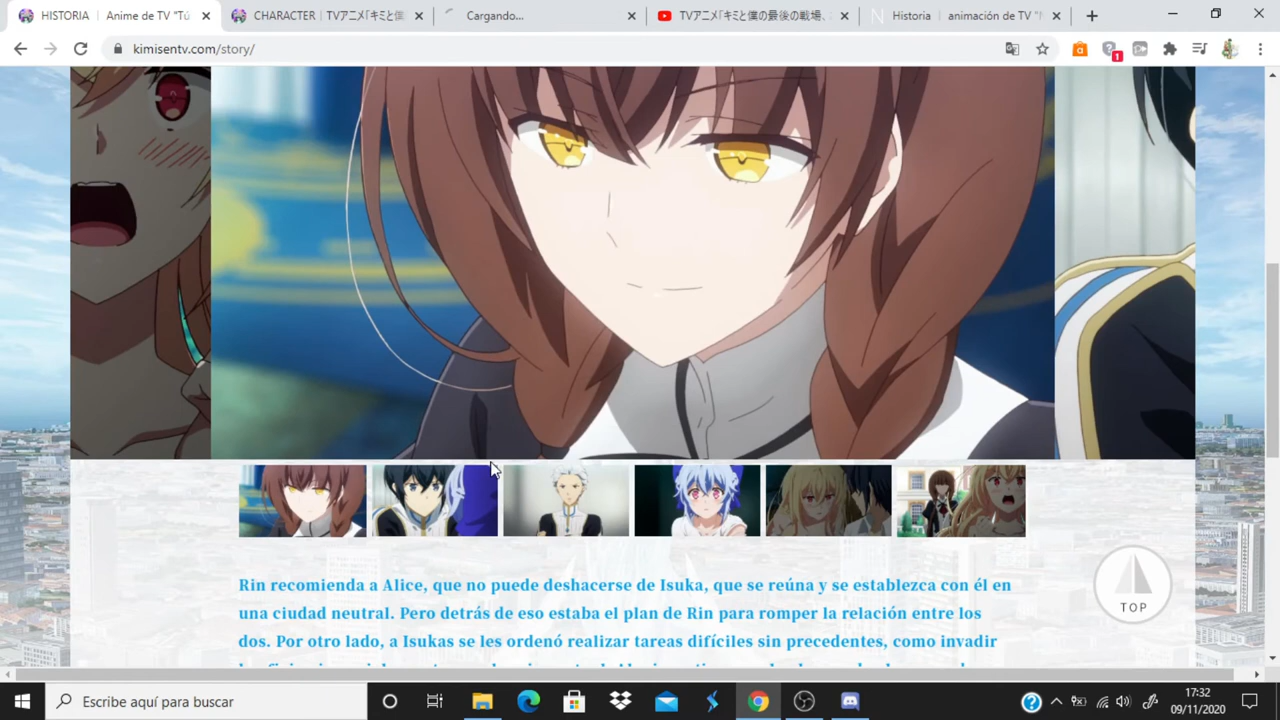 HISTORIA | Anime de TV "Tú
CHARACTER | TVアニメ「キミと僕
Cargando...
TVアニメ「キミと僕の最後の戦場、
Historia | animación de TV "
kimisentv.com/story/
1
Rin recomienda a Alice, que no puede deshacerse de Isuka, que se reúna y se establezca con él en
una ciudad neutral. Pero detrás de eso estaba el plan de Rin para romper la relación entre los
dos. Por otro lado, a Isukas se les ordenó realizar tareas difíciles sin precedentes, como invadir
TOP
Escribe aquí para buscar
17:32
09/11/2020